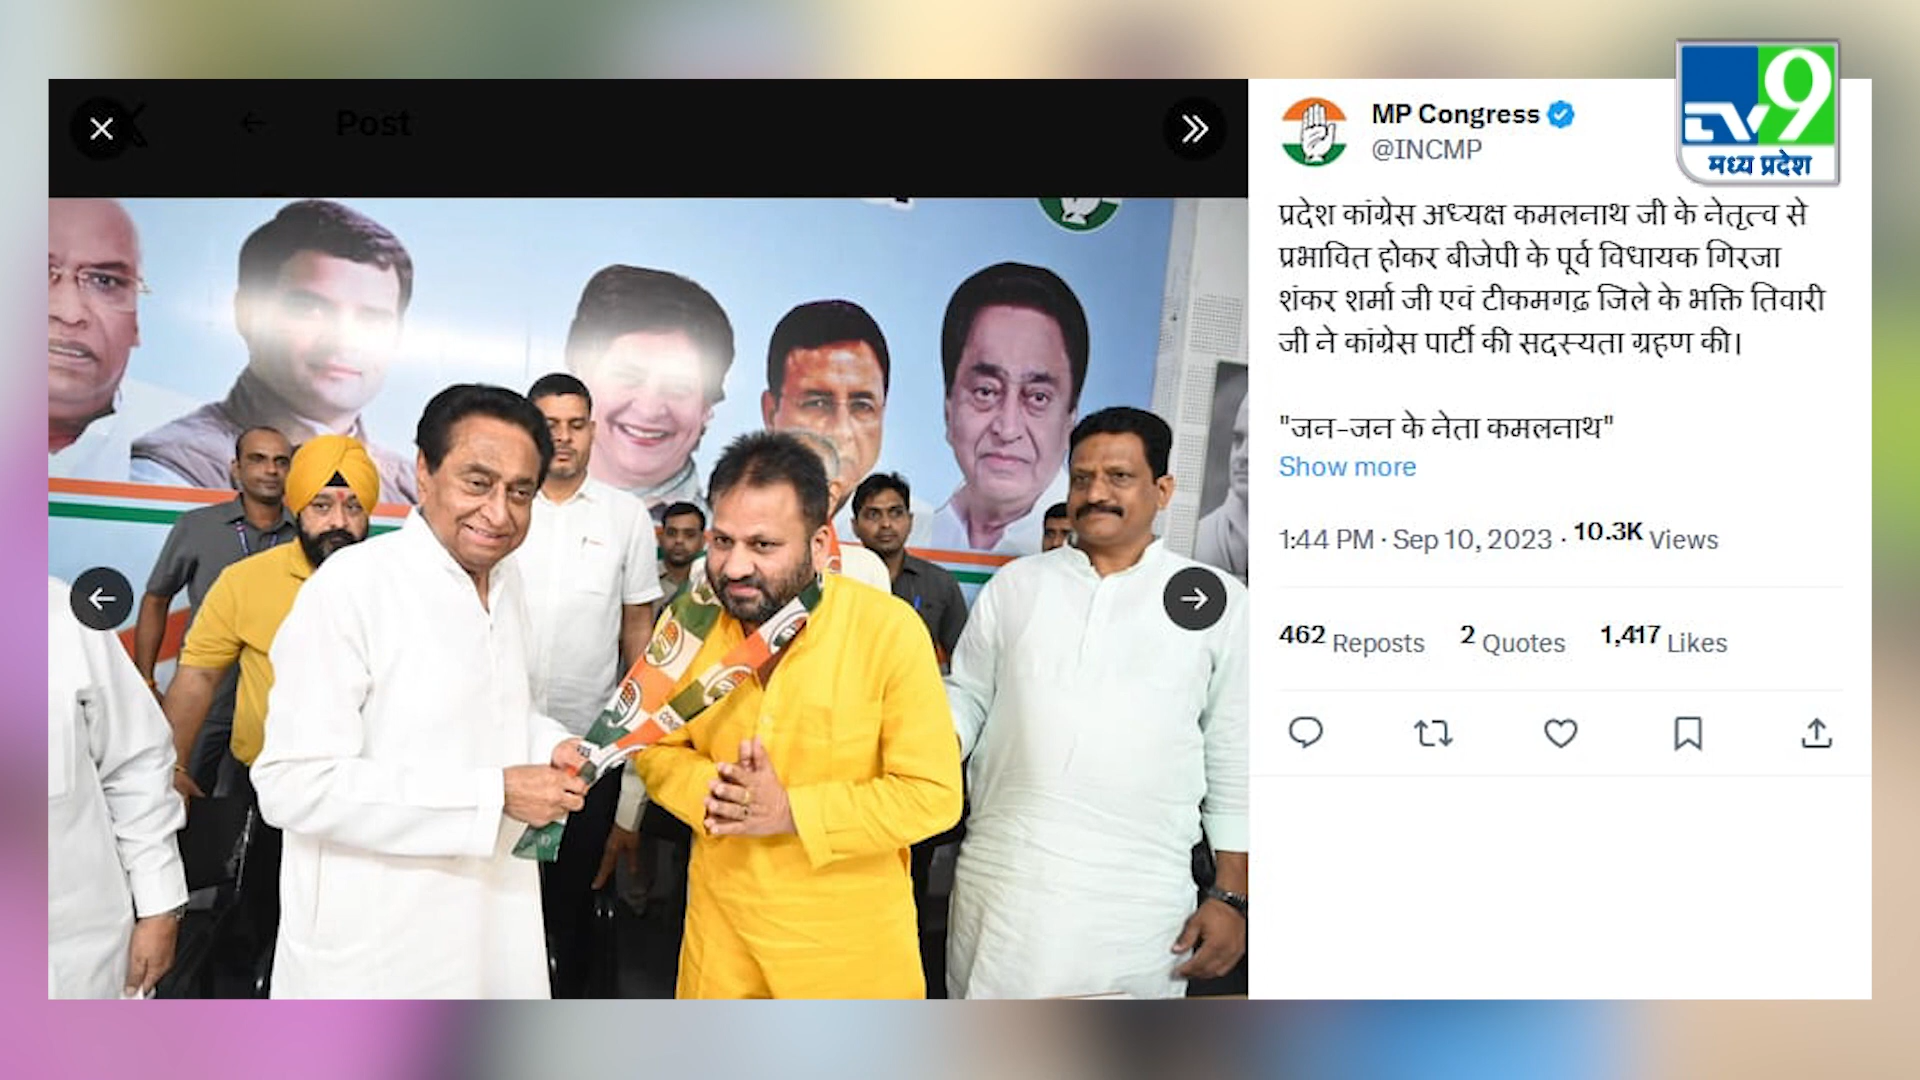 Post
MP Congress
@INCMP
TV9
मध्य प्रदेश
प्रदेश कांग्रेस अध्यक्ष कमलनाथ जी के नेतृत्व से
प्रभावित होकर बीजेपी के पूर्व विधायक गिरजा
शंकर शर्मा जी एवं टीकमगढ़ जिले के भक्ति तिवारी
जी ने कांग्रेस पार्टी की सदस्यता ग्रहण की।
"जन-जन के नेता कमलनाथ"
Show more
1:44 PM · Sep 10, 2023 · 10.3K Views
462 Reposts 2 Quotes 1,417 Likes